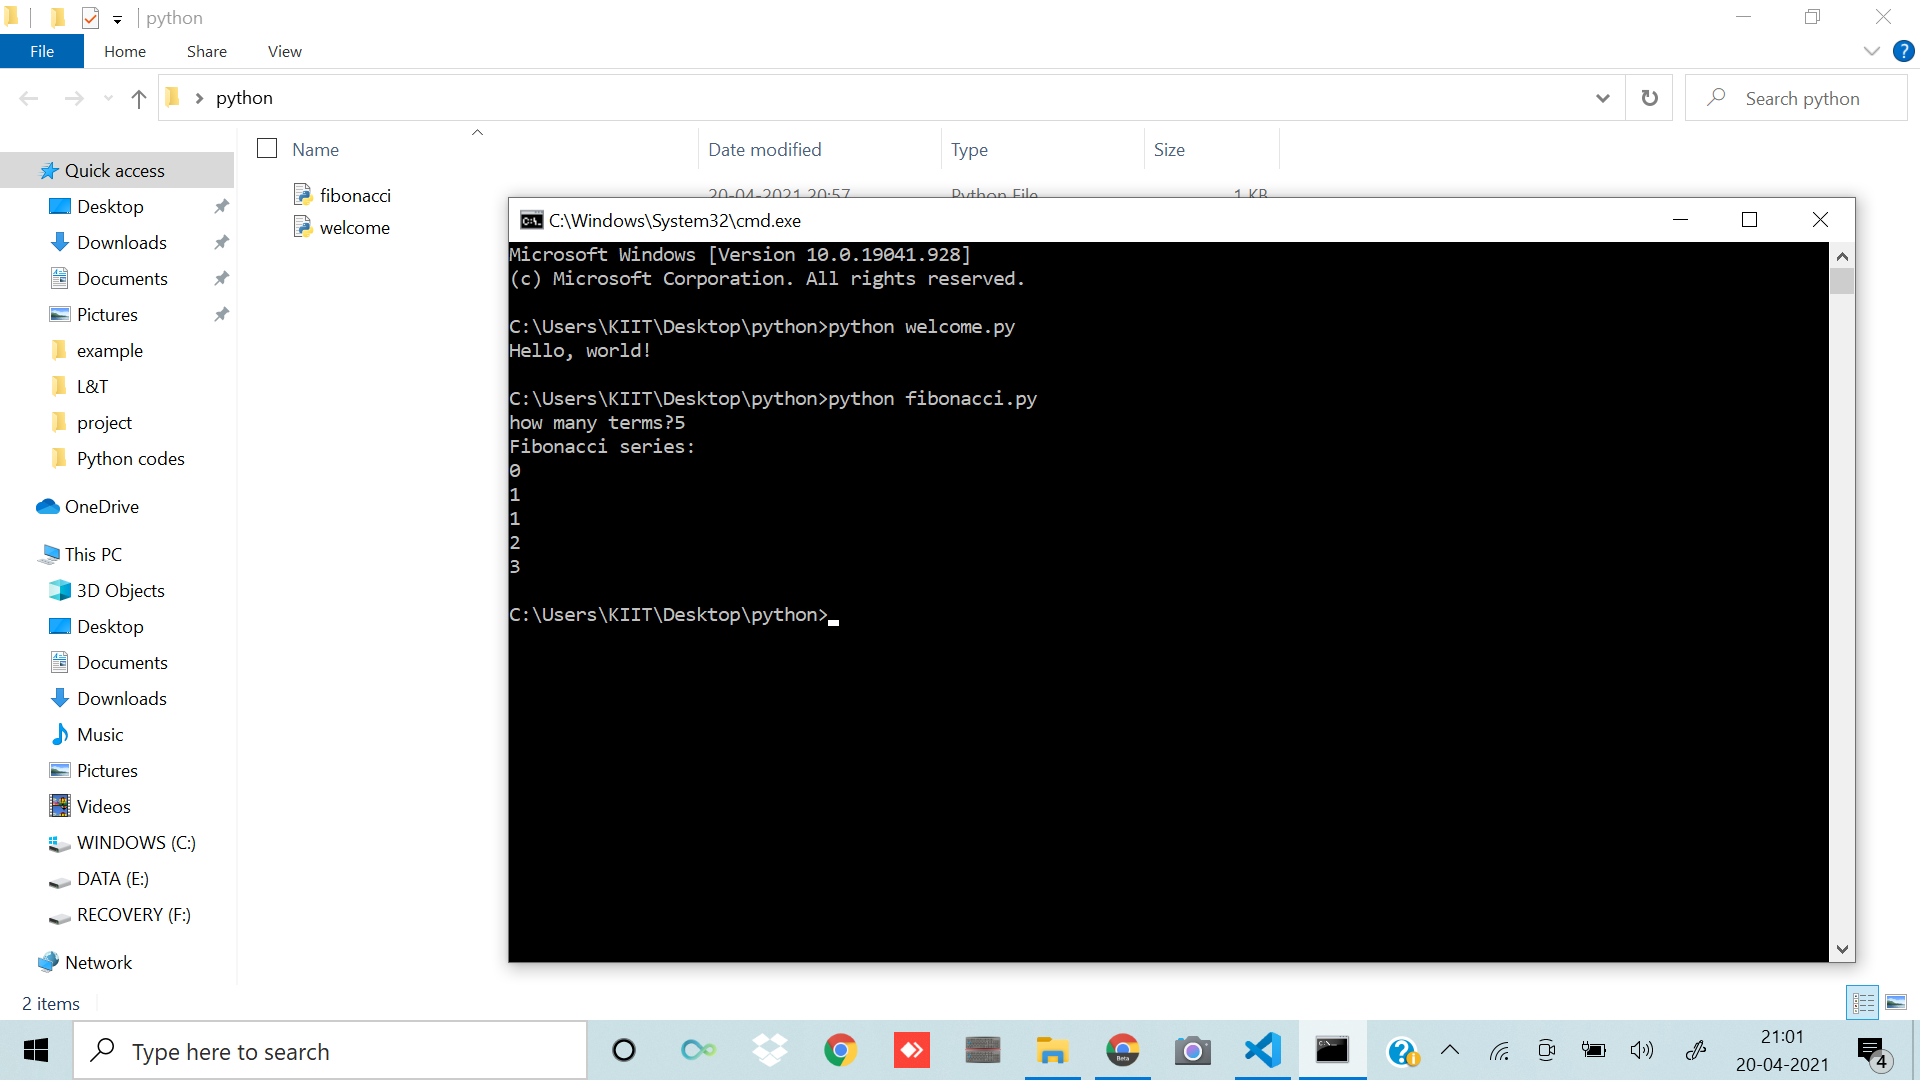 python
File Home Share View
python
Search python
Name Date modified Type Size
fibonacci 20-04-2021 20:57 Python File 1 KB
welcome
Quick access
Desktop
Downloads
Documents
Pictures
example
L&T
project
Python codes
OneDrive
This PC
3D Objects
Desktop
Documents
Downloads
Music
Pictures
Videos
WINDOWS (C:)
DATA (E:)
RECOVERY (F:)
Network
2 items
C:\Windows\System32\cmd.exe
Microsoft Windows [Version 10.0.19041.928]
(c) Microsoft Corporation. All rights reserved.
C:\Users\KIIT\Desktop\python>python welcome.py
Hello, world!
C:\Users\KIIT\Desktop\python>python fibonacci.py
how many terms?5
Fibonacci series:
0
1
1
2
3
C:\Users\KIIT\Desktop\python>
Type here to search
Beta
21:01
20-04-2021
4